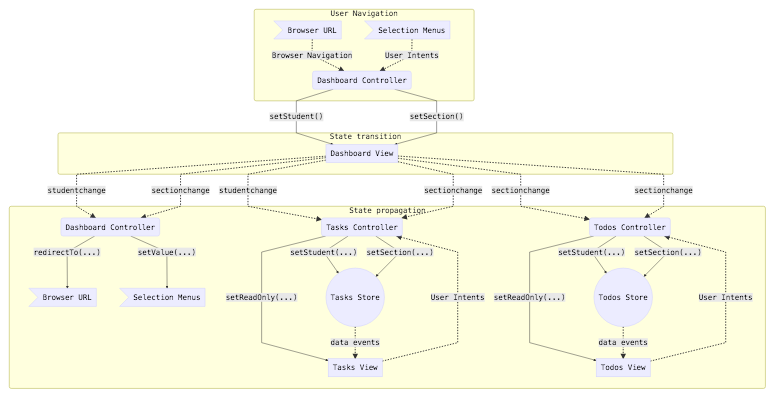 User Navigation
Browser URL
Selection Menus
Browser Navigation
User Intents
Dashboard Controller
setStudent()
setSection()
State transition
Dashboard View
studentchange
sectionchange
studentchange
sectionchange
sectionchange
sectionchange
State propagation
Dashboard Controller
Tasks Controller
Todos Controller
redirectTo(...)
setValue(...)
setStudent(...)
setSection(...)
setStudent(...)
setSection(...)
Browser URL
Selection Menus
setReadOnly(...)
Tasks Store
User Intents
setReadOnly(...)
Todos Store
User Intents
data events
data events
Tasks View
Todos View